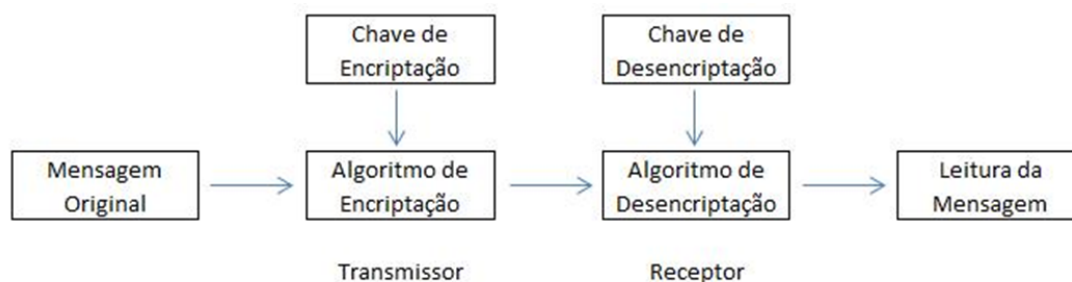 Chave de
Encriptação
Chave de
Desencriptação
Mensagem
Original
Algoritmo de
Encriptação
Algoritmo de
Desencriptação
Leitura da
Mensagem
Transmissor
Receptor